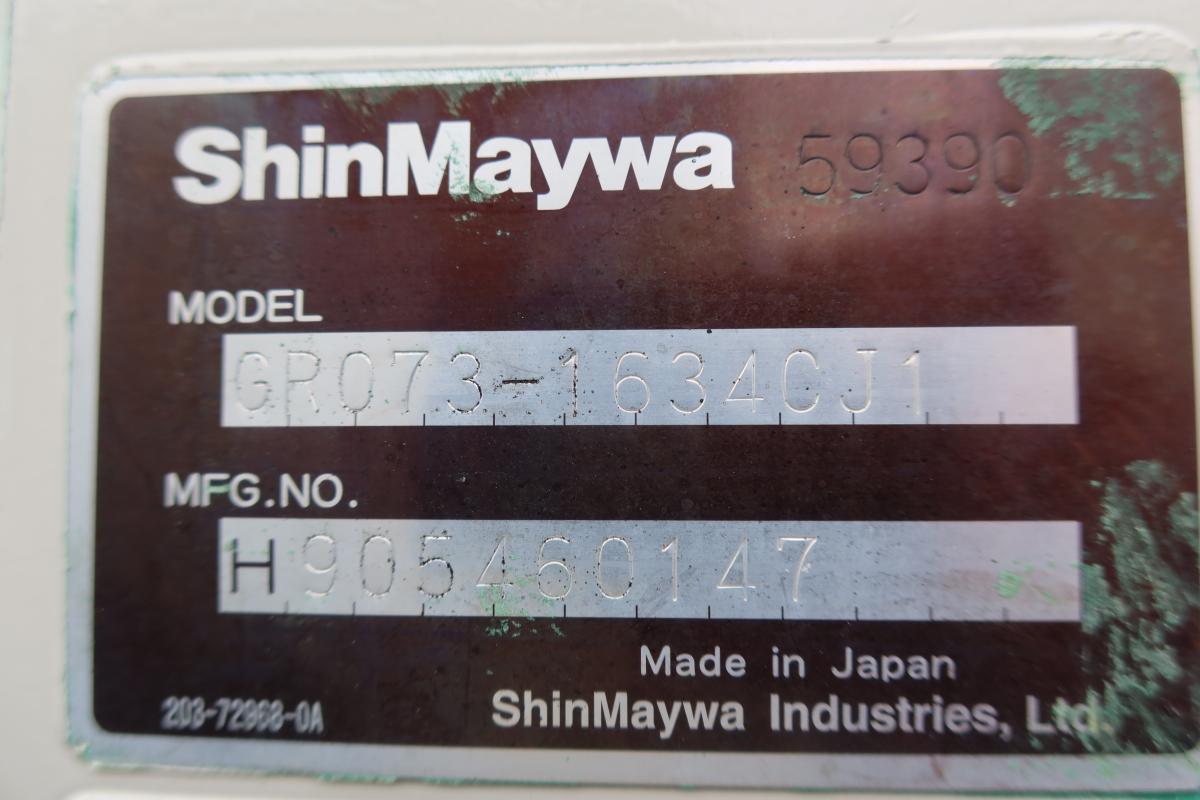 ShinMaywa 59390
MODEL
GR073-1634CJ1
MFG.NO.
H905460147
Made in Japan
203-72968-0A
ShinMaywa Industries, Ltd.